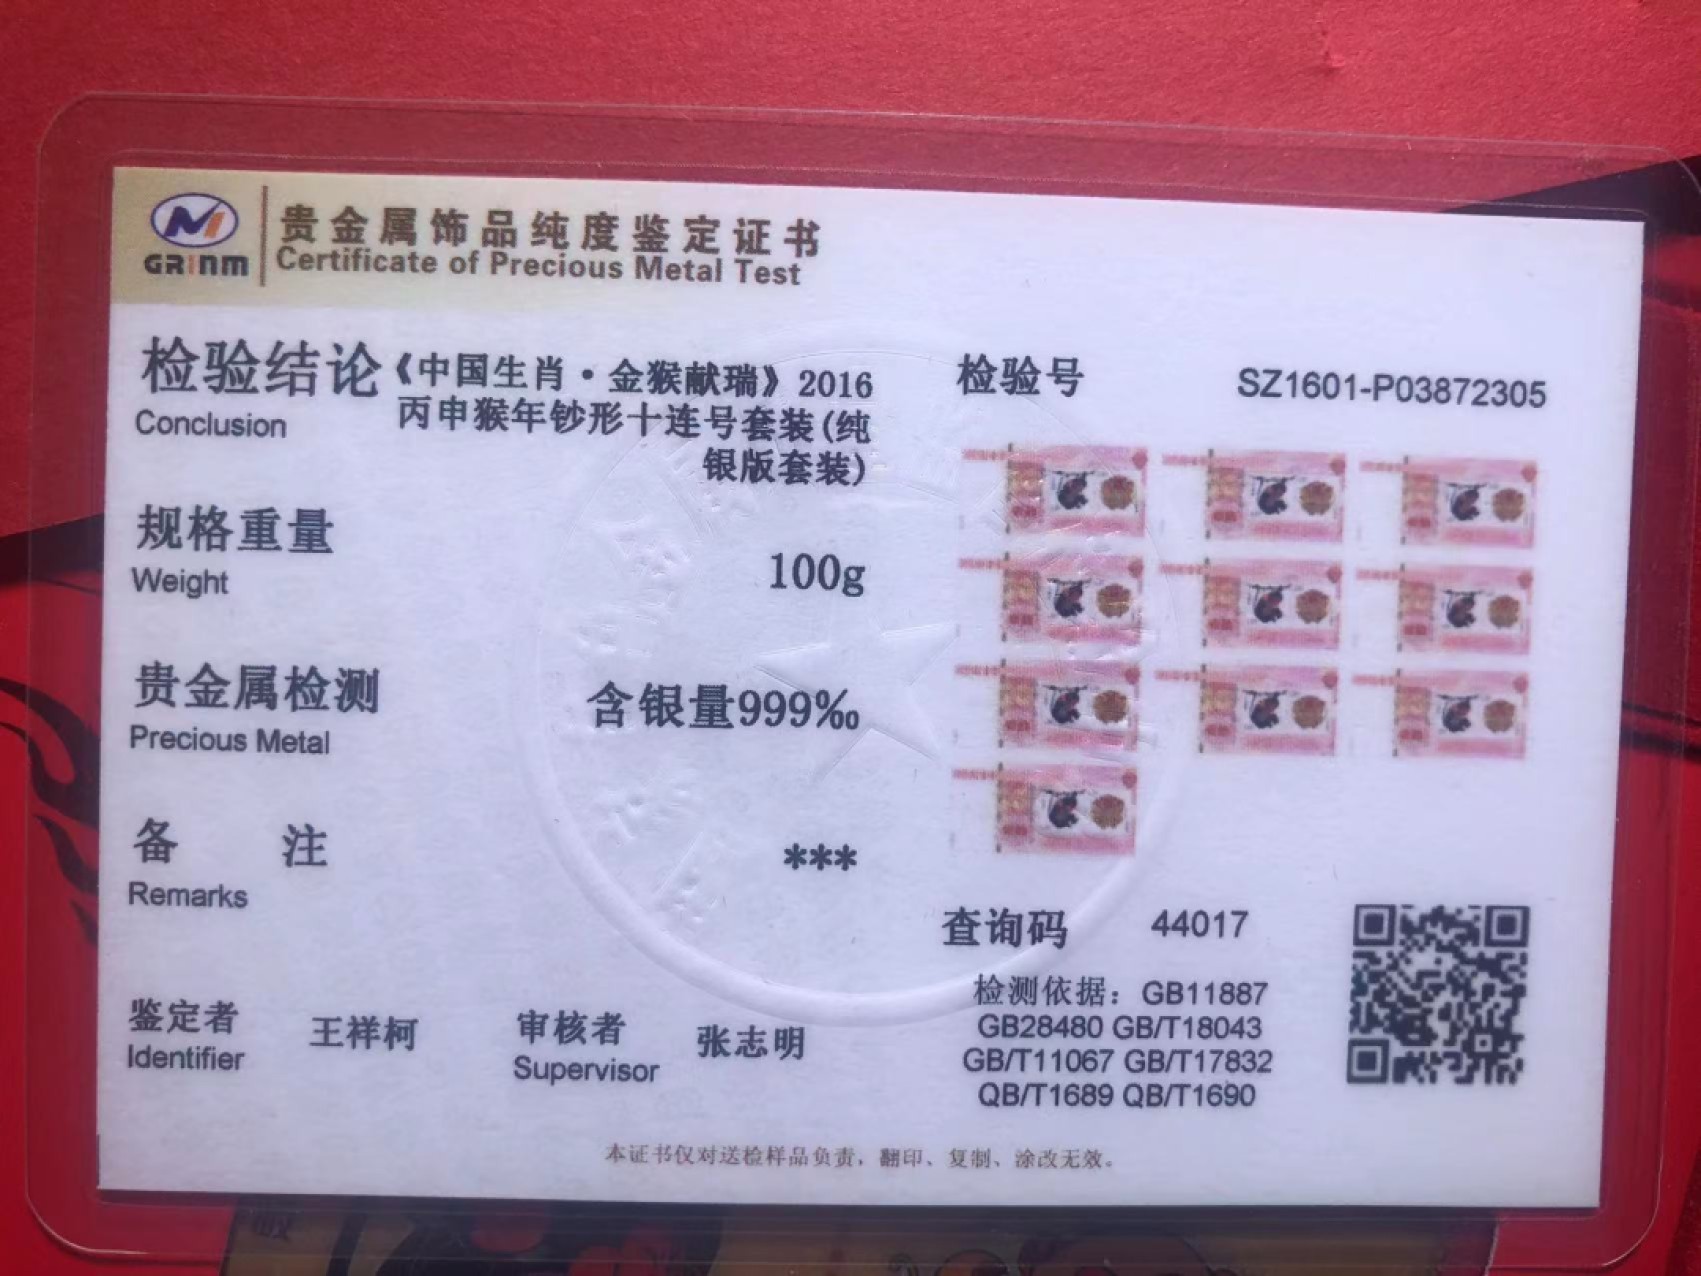 GRINM
贵金属饰品纯度鉴定证书
Certificate of Precious Metal Test
检验结论
Conclusion
《中国生肖·金猴献瑞》2016
丙申猴年钞形十连号套装(纯
银版套装)
规格重量
Weight
100g
贵金属检测
Precious Metal
含银量999‰
备 注
Remarks
***
鉴定者
Identifier
王祥柯
审核者
Supervisor
张志明
检验号
SZ1601-P03872305
查询码
44017
检测依据：GB11887
GB28480 GB/T18043
GB/T11067 GB/T17832
QB/T1689 QB/T1690
本证书仅对送检样品负责，翻印、复制、涂改无效。